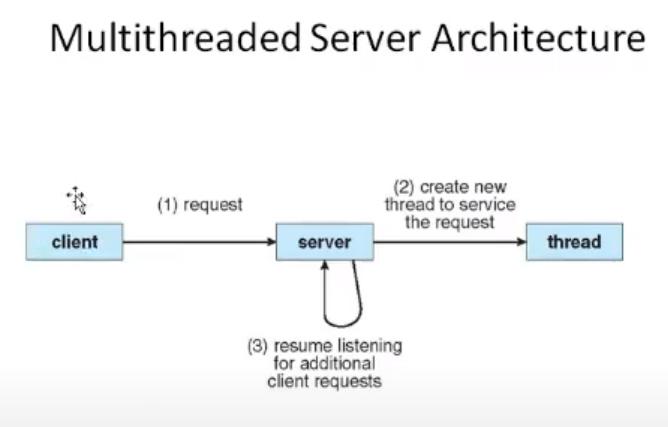 Multithreaded Server Architecture
(1) request
(2) create new
thread to service
the request
client
server
thread
(3) resume listening
for additional
client requests